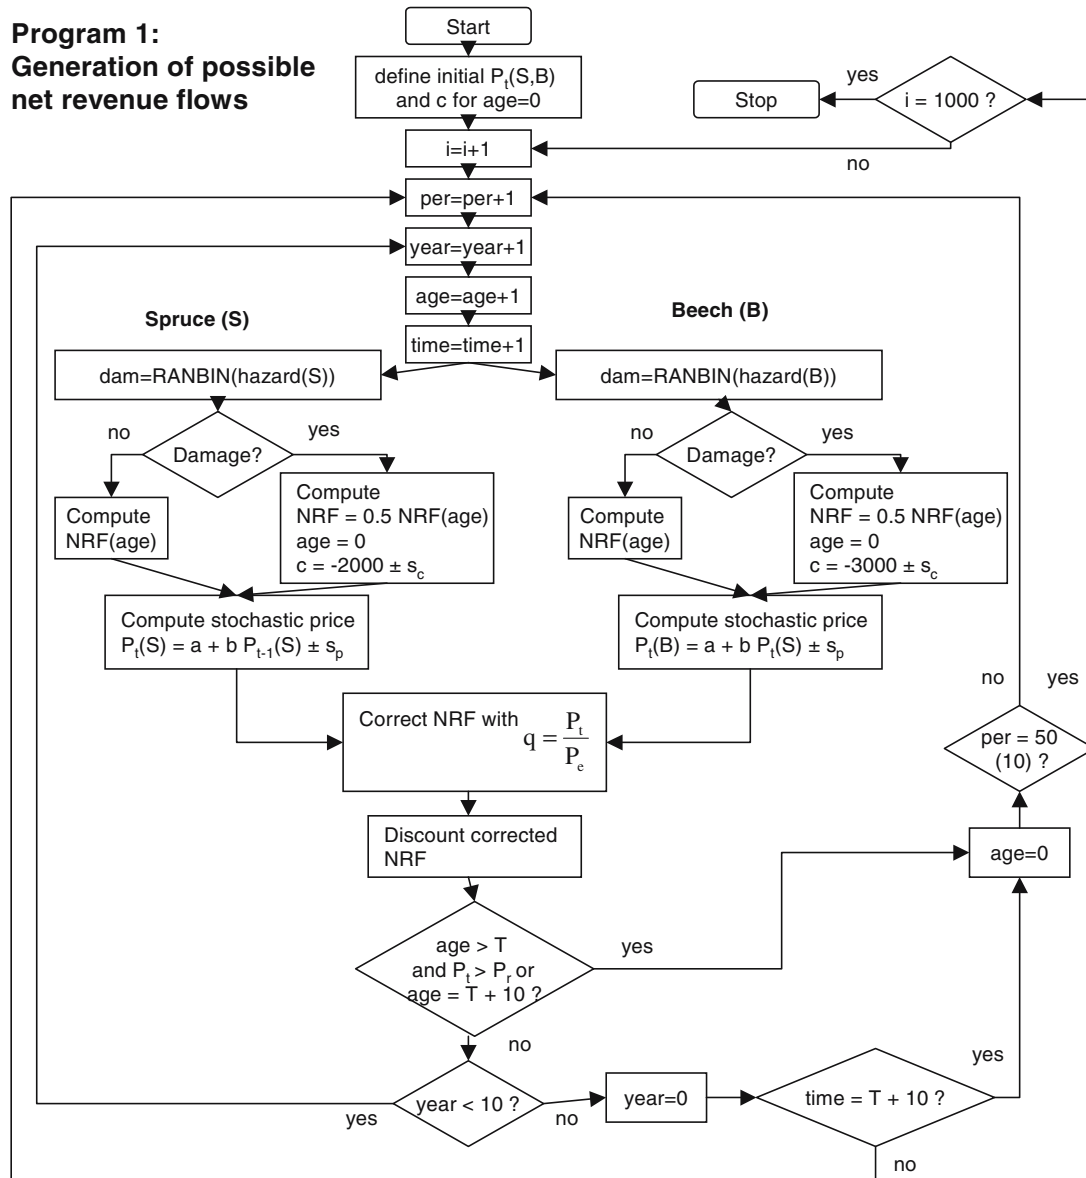 Program 1:
Generation of possible
net revenue flows
Start
define initial P_t(S,B)
and c for age=0
yes
i = 1000 ?
Stop
no
i=i+1
per=per+1
year=year+1
age=age+1
time=time+1
Spruce (S)
Beech (B)
dam=RANBIN(hazard(S))
dam=RANBIN(hazard(B))
no
Damage?
yes
no
Damage?
yes
Compute
NRF(age)
Compute
NRF = 0.5 NRF(age)
age = 0
c = -2000 ± s_c
Compute
NRF(age)
Compute
NRF = 0.5 NRF(age)
age = 0
c = -3000 ± s_c
Compute stochastic price
P_t(S) = a + b P_{t-1}(S) ± s_p
Compute stochastic price
P_t(B) = a + b P_t(S) ± s_p
no
yes
Correct NRF with q = P_t / P_e
per = 50
(10) ?
Discount corrected
NRF
age=0
age > T
and P_t > P_r or
age = T + 10 ?
yes
no
year < 10 ?
yes
no
year=0
time = T + 10 ?
yes
no